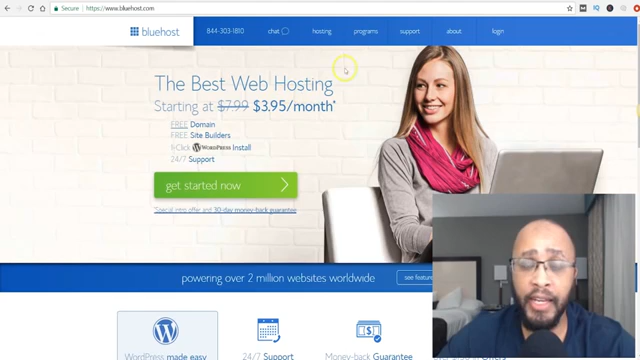 Secure
https://www.bluehost.com
bluehost
844-303-1810
chat
hosting
programs
support
about
login
The Best Web Hosting
Starting at $7.99 $3.95/month*
FREE Domain
FREE Site Builders
1-Click WORDPRESS Install
24/7 Support
get started now
*Special intro offer and 30-day money-back guarantee
powering over 2 million websites worldwide
see feature
WordPress made easy
24/7 Support
Money-back Guarantee
Offers